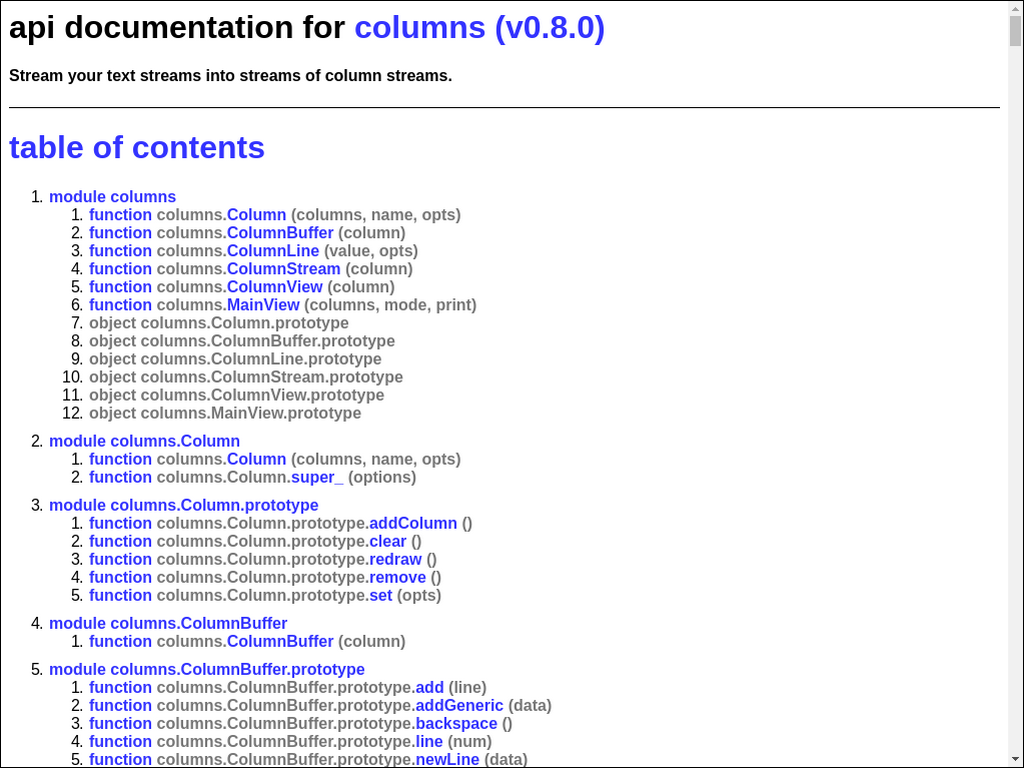 api documentation for columns (v0.8.0)
Stream your text streams into streams of column streams.
table of contents
1. module columns
1. function columns.Column (columns, name, opts)
2. function columns.ColumnBuffer (column)
3. function columns.ColumnLine (value, opts)
4. function columns.ColumnStream (column)
5. function columns.ColumnView (column)
6. function columns.MainView (columns, mode, print)
7. object columns.Column.prototype
8. object columns.ColumnBuffer.prototype
9. object columns.ColumnLine.prototype
10. object columns.ColumnStream.prototype
11. object columns.ColumnView.prototype
12. object columns.MainView.prototype
2. module columns.Column
1. function columns.Column (columns, name, opts)
2. function columns.Column.super_ (options)
3. module columns.Column.prototype
1. function columns.Column.prototype.addColumn ()
2. function columns.Column.prototype.clear ()
3. function columns.Column.prototype.redraw ()
4. function columns.Column.prototype.remove ()
5. function columns.Column.prototype.set (opts)
4. module columns.ColumnBuffer
1. function columns.ColumnBuffer (column)
5. module columns.ColumnBuffer.prototype
1. function columns.ColumnBuffer.prototype.add (line)
2. function columns.ColumnBuffer.prototype.addGeneric (data)
3. function columns.ColumnBuffer.prototype.backspace ()
4. function columns.ColumnBuffer.prototype.line (num)
5. function columns.ColumnBuffer.prototype.newLine (data)